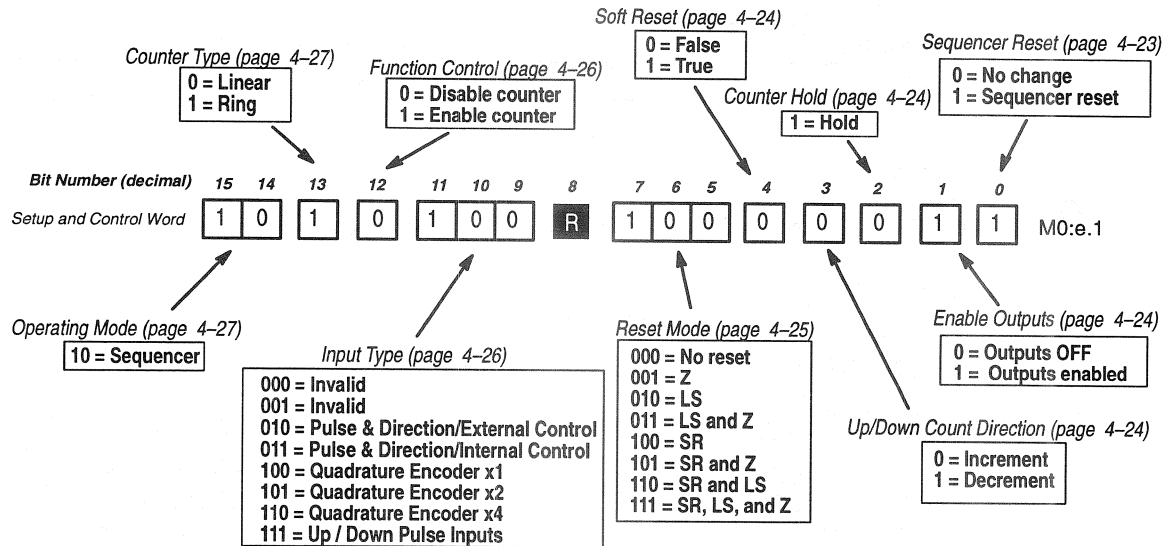 Soft Reset (page 4–24)
0 = False
1 = True
Counter Type (page 4–27)
0 = Linear
1 = Ring
Function Control (page 4–26)
0 = Disable counter
1 = Enable counter
Counter Hold (page 4–24)
1 = Hold
Sequencer Reset (page 4–23)
0 = No change
1 = Sequencer reset
Bit Number (decimal) 15 14 13 12 11 10 9 8 7 6 5 4 3 2 1 0
Setup and Control Word 1 0 1 0 1 0 0 R 1 0 0 0 0 0 1 1 M0:e.1
Operating Mode (page 4–27)
10 = Sequencer
Input Type (page 4–26)
000 = Invalid
001 = Invalid
010 = Pulse & Direction/External Control
011 = Pulse & Direction/Internal Control
100 = Quadrature Encoder x1
101 = Quadrature Encoder x2
110 = Quadrature Encoder x4
111 = Up / Down Pulse Inputs
Reset Mode (page 4–25)
000 = No reset
001 = Z
010 = LS
011 = LS and Z
100 = SR
101 = SR and Z
110 = SR and LS
111 = SR, LS, and Z
Enable Outputs (page 4–24)
0 = Outputs OFF
1 = Outputs enabled
Up/Down Count Direction (page 4–24)
0 = Increment
1 = Decrement